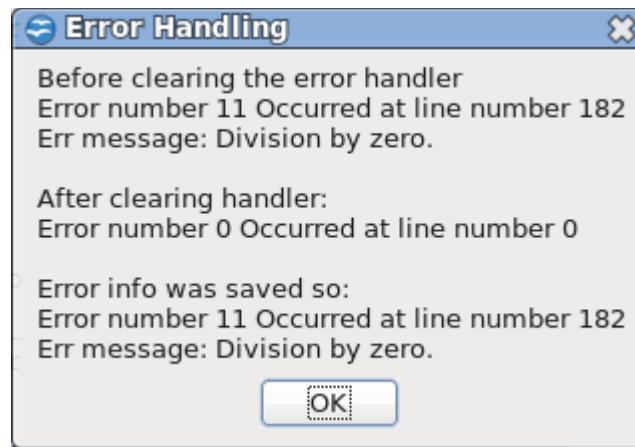 Error Handling
Before clearing the error handler
Error number 11 Occurred at line number 182
Err message: Division by zero.
After clearing handler:
Error number 0 Occurred at line number 0
Error info was saved so:
Error number 11 Occurred at line number 182
Err message: Division by zero.
OK